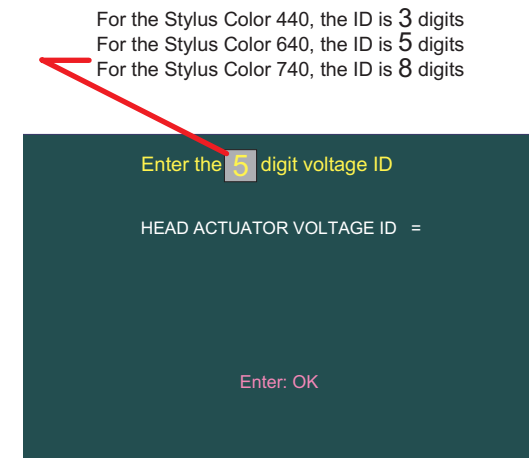 For the Stylus Color 440, the ID is 3 digits
For the Stylus Color 640, the ID is 5 digits
For the Stylus Color 740, the ID is 8 digits
Enter the 5 digit voltage ID
HEAD ACTUATOR VOLTAGE ID =
Enter: OK